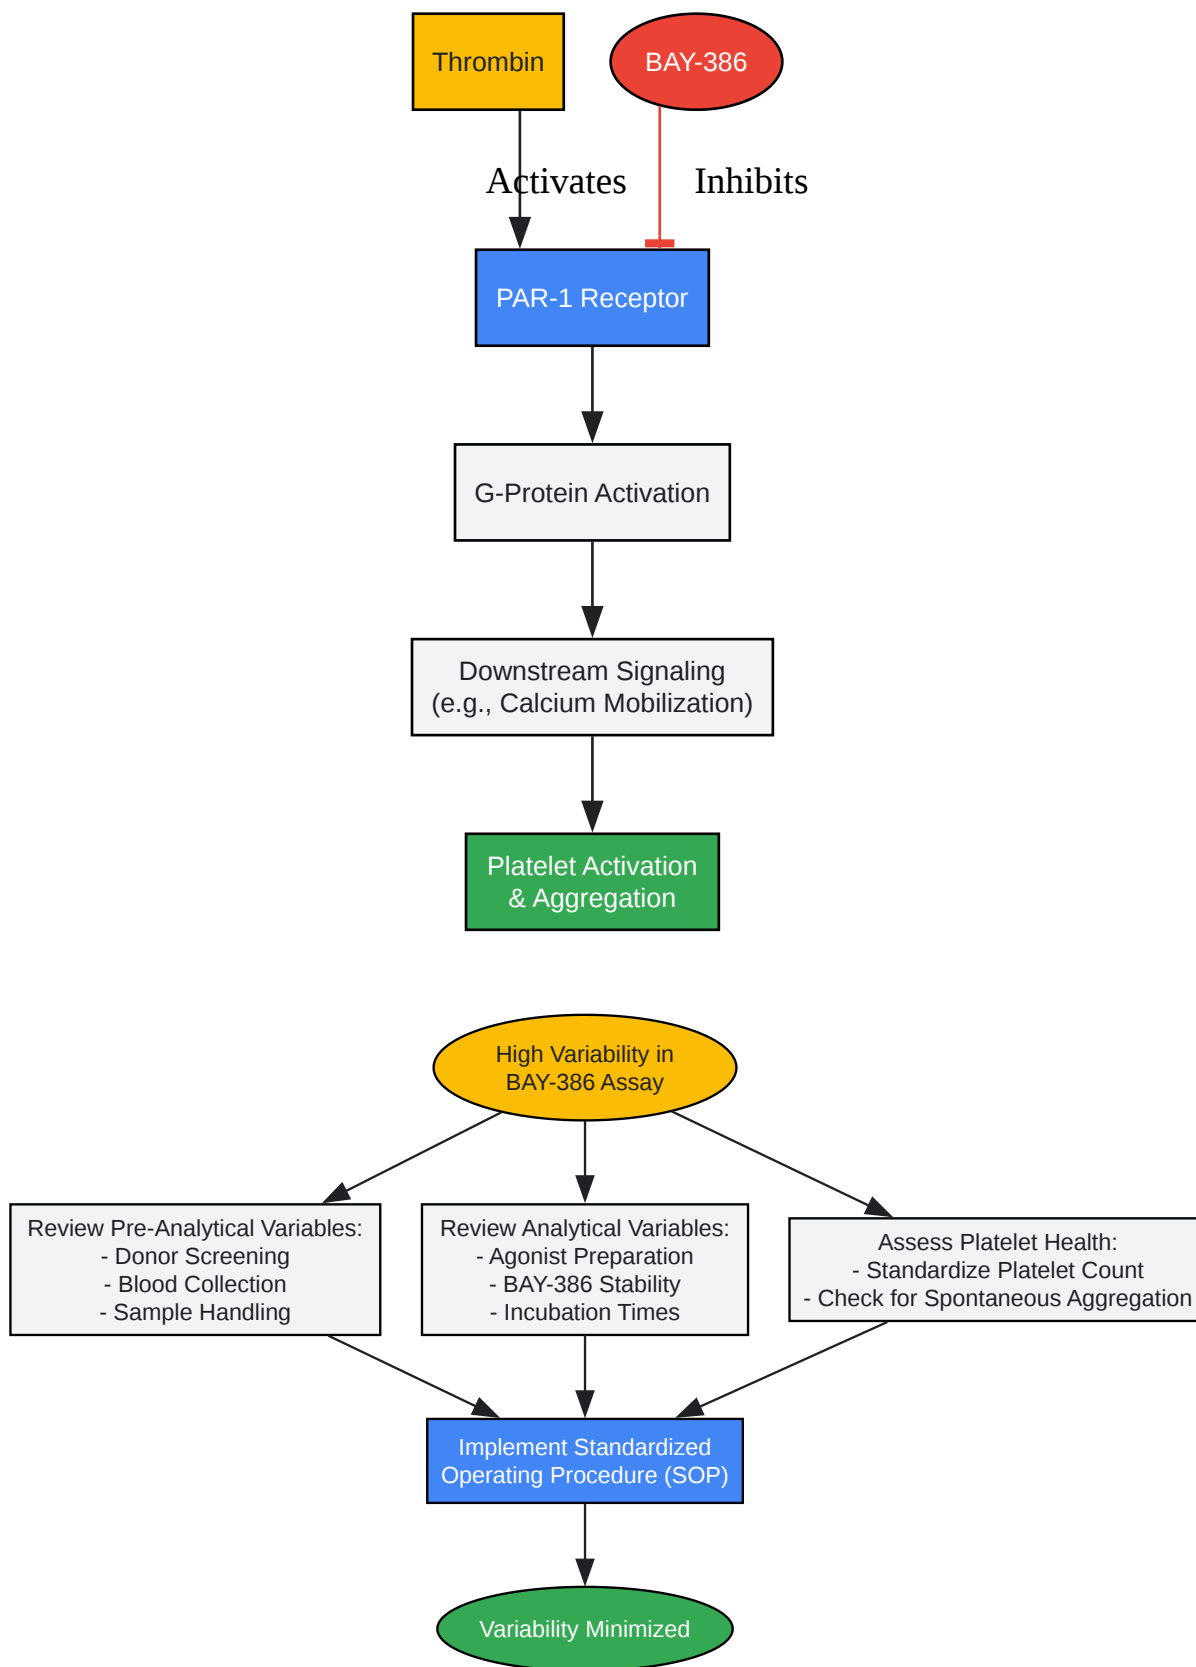 Thrombin
BAY-386
Activates
Inhibits
PAR-1 Receptor
G-Protein Activation
Downstream Signaling
(e.g., Calcium Mobilization)
Platelet Activation
& Aggregation
High Variability in
BAY-386 Assay
Review Pre-Analytical Variables:
- Donor Screening
- Blood Collection
- Sample Handling
Review Analytical Variables:
- Agonist Preparation
- BAY-386 Stability
- Incubation Times
Assess Platelet Health:
- Standardize Platelet Count
- Check for Spontaneous Aggregation
Implement Standardized
Operating Procedure (SOP)
Variability Minimized